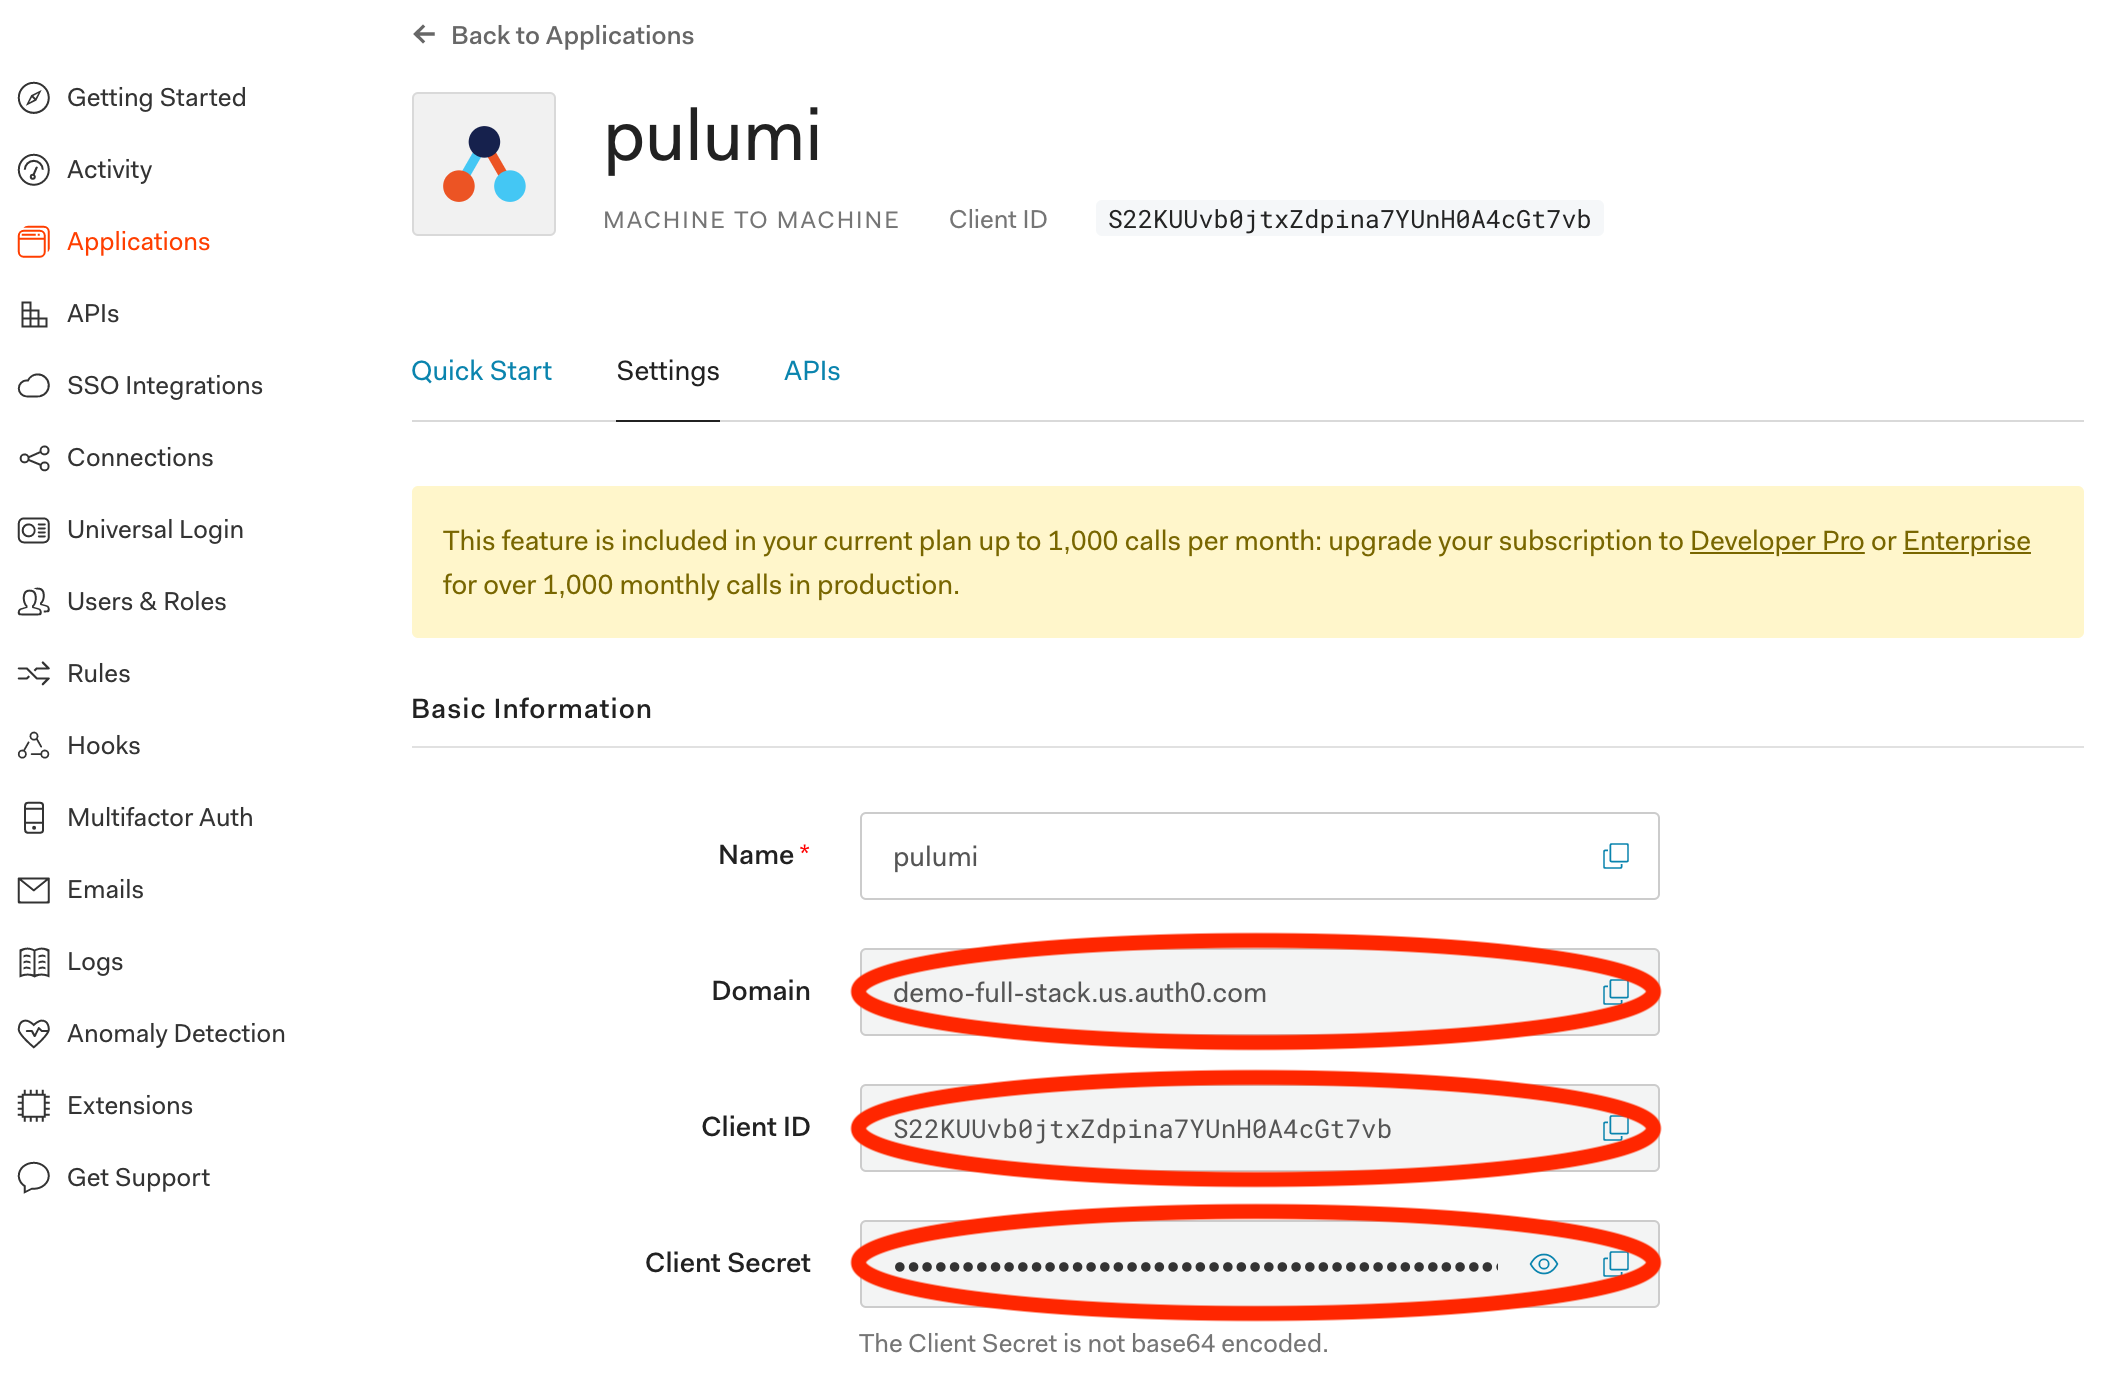 Back to Applications
Getting Started
Activity
Applications
APIs
SSO Integrations
Connections
Universal Login
Users & Roles
Rules
Hooks
Multifactor Auth
Emails
Logs
Anomaly Detection
Extensions
Get Support
pulumi
MACHINE TO MACHINE Client ID S22KUUvb0jtxZdpina7YUnH0A4cGt7vb
Quick Start Settings APIs
This feature is included in your current plan up to 1,000 calls per month: upgrade your subscription to Developer Pro or Enterprise
for over 1,000 monthly calls in production.
Basic Information
Name * pulumi
Domain demo-full-stack.us.auth0.com
Client ID S22KUUvb0jtxZdpina7YUnH0A4cGt7vb
Client Secret
The Client Secret is not base64 encoded.